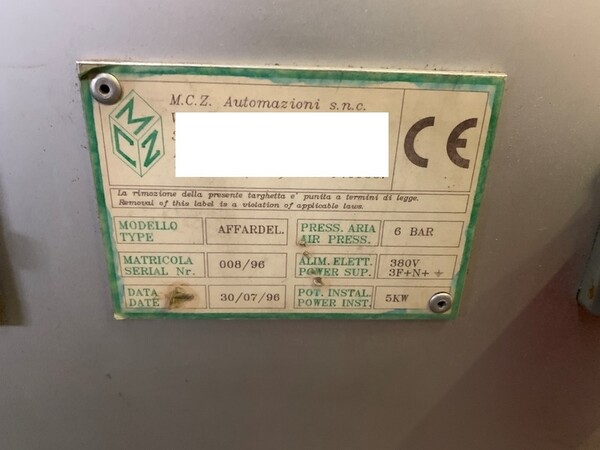 M.C.Z. Automazioni s.n.c.
MCZ
CE
La rimozione della presente targhetta e' punita a termini di legge.
Removal of this label is a violation of applicable laws.
MODELLO
TYPE
AFFARDEL.
PRESS. ARIA
AIR PRESS.
6 BAR
MATRICOLA
SERIAL Nr.
008/96
ALIM. ELETT.
POWER SUP.
380V
3F+N+ ⏚
DATA
DATE
30/07/96
POT. INSTAL.
POWER INST.
5KW